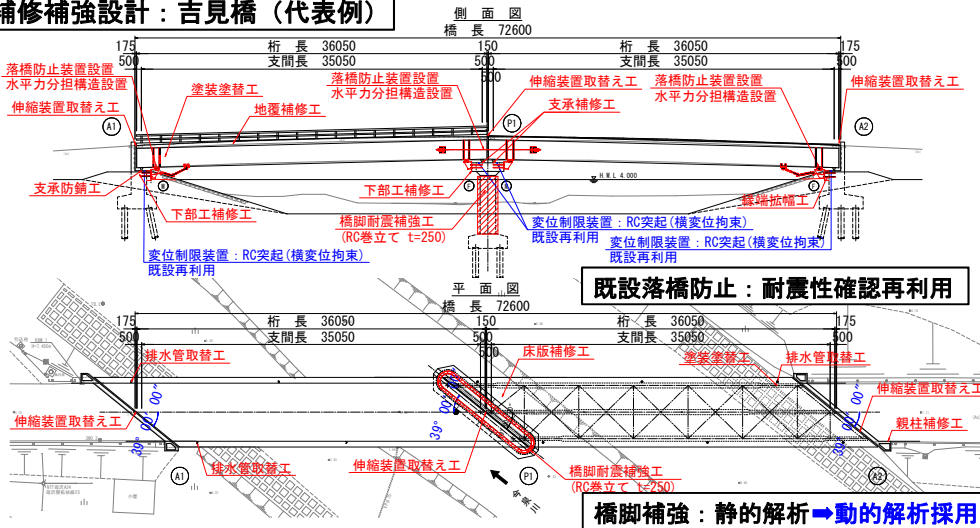 補修補強設計：吉見橋（代表例）
側面図
橋長 72600
175
桁長 36050
150
桁長 36050
175
500
支間長 35050
500
支間長 35050
500
落橋防止装置設置
水平力分担構造設置
伸縮装置取替え工
塗装塗替工
地覆補修工
落橋防止装置設置
水平力分担構造設置
伸縮装置取替え工
支承補修工
落橋防止装置設置
水平力分担構造設置
伸縮装置取替え工
A1
P1
A2
H.W.L 4.000
支承防錆工
M
F
M
F
下部工補修工
下部工補修工
橋脚耐震補強工
(RC巻立て t=250)
縁端拡幅工
変位制限装置：RC突起(横変位拘束)
既設再利用
変位制限装置：RC突起(横変位拘束)
既設再利用
変位制限装置：RC突起(横変位拘束)
既設再利用
既設落橋防止：耐震性確認再利用
平面図
橋長 72600
175
桁長 36050
150
桁長 36050
175
500
支間長 35050
500
支間長 35050
500
排水管取替工
床版補修工
塗装塗替工
排水管取替工
伸縮装置取替え工
39° 00′ 00″
39° 00′ 00″
39° 00′ 00″
伸縮装置取替え工
親柱補修工
A1
排水管取替工
伸縮装置取替え工
P1
橋脚耐震補強工
(RC巻立て t=250)
A2
今泉川
橋脚補強：静的解析➡動的解析採用